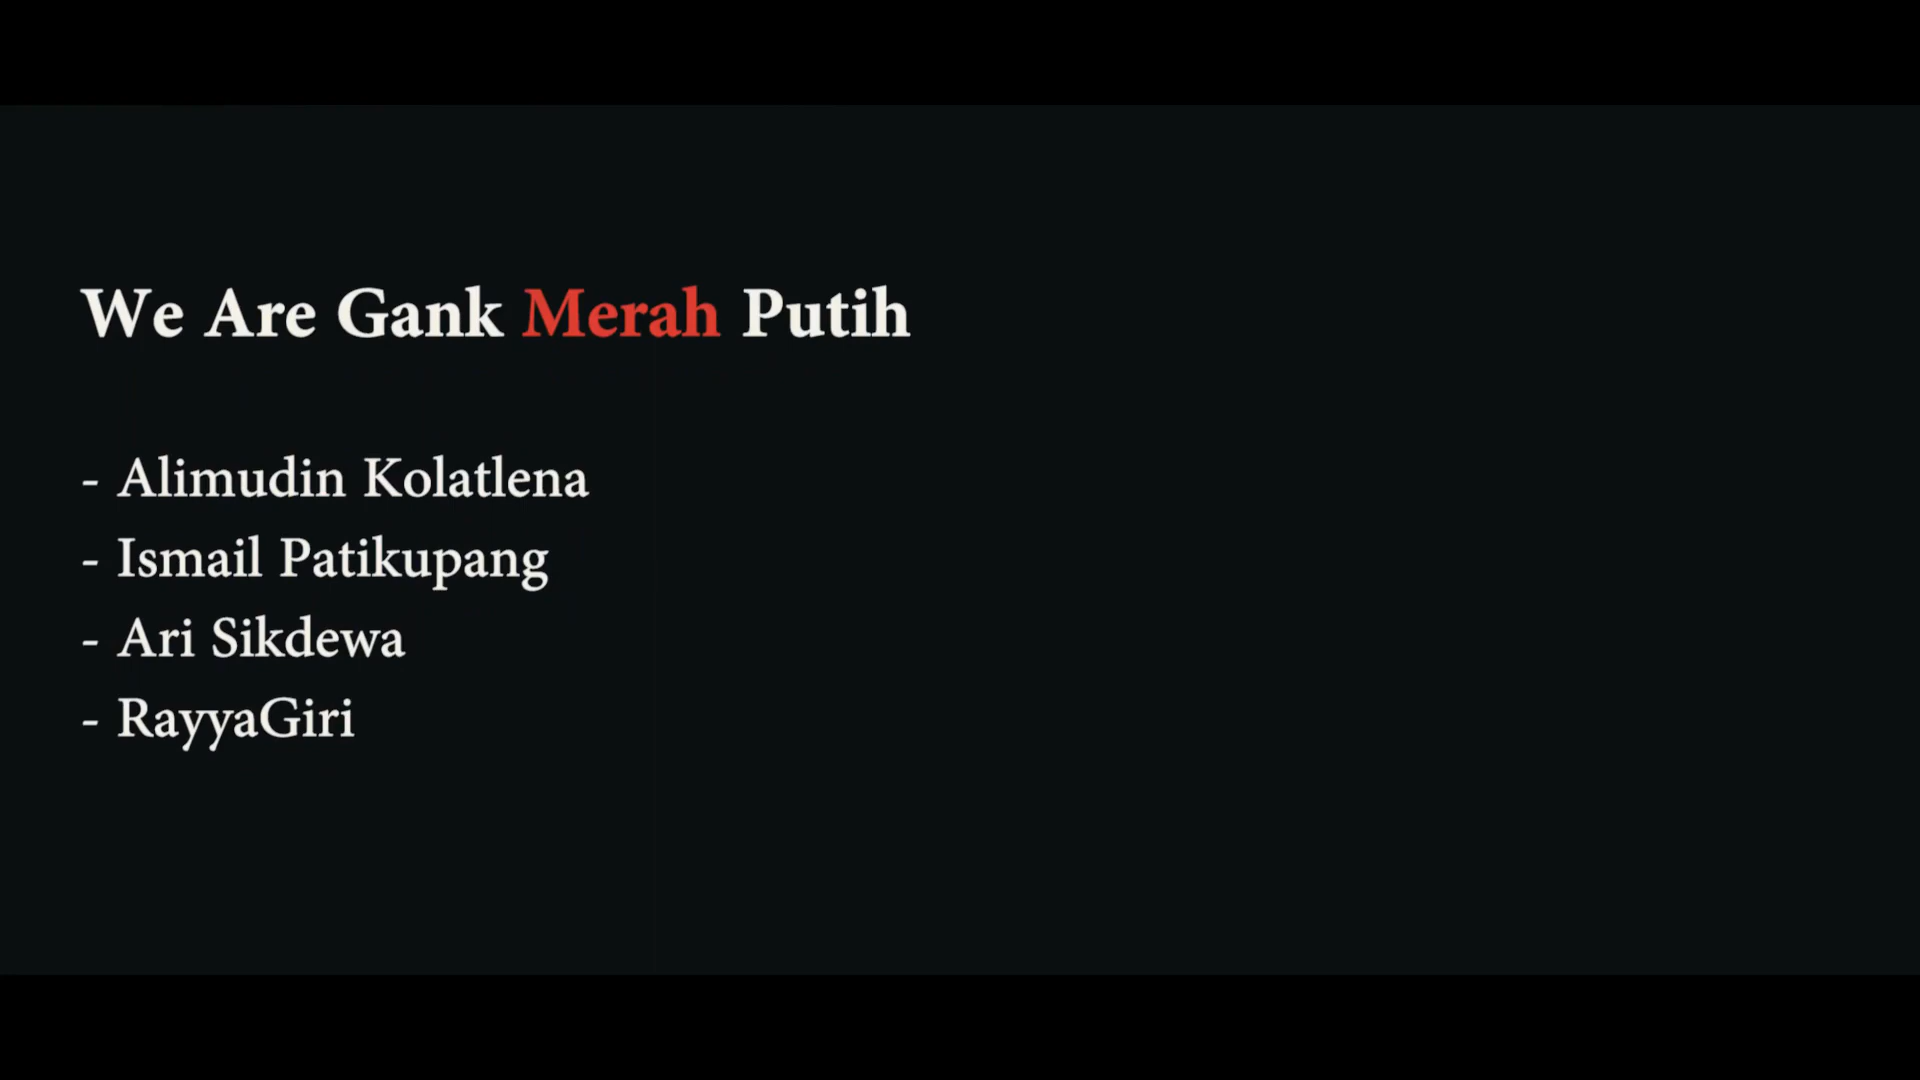 We Are Gank Merah Putih
- Alimudin Kolatlena
- Ismail Patikupang
- Ari Sikdewa
- RayyaGiri